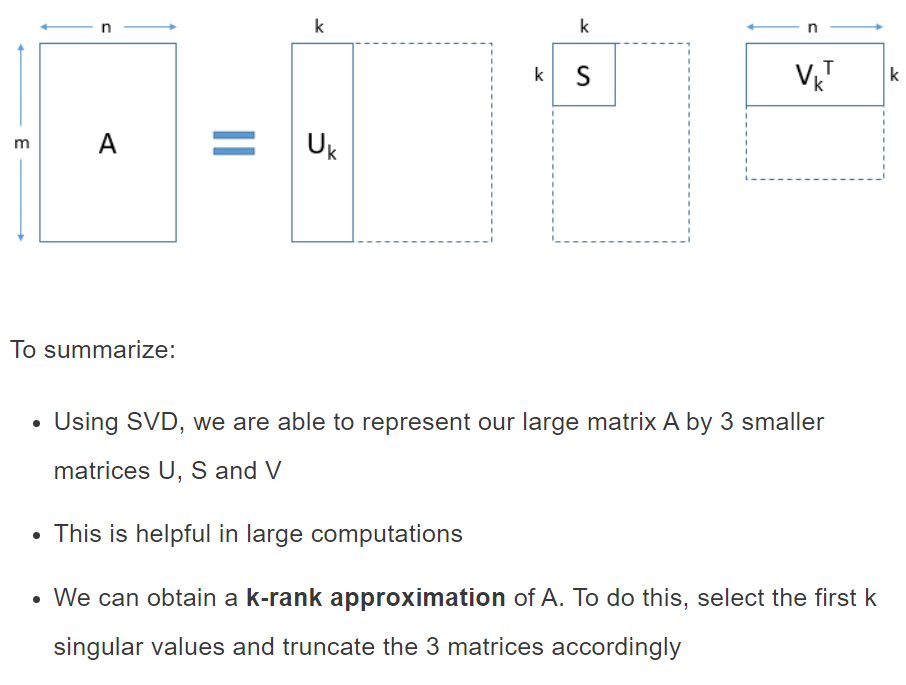 n k k n
m A = Uk k S VkT k
To summarize:
• Using SVD, we are able to represent our large matrix A by 3 smaller
matrices U, S and V
• This is helpful in large computations
• We can obtain a k-rank approximation of A. To do this, select the first k
singular values and truncate the 3 matrices accordingly